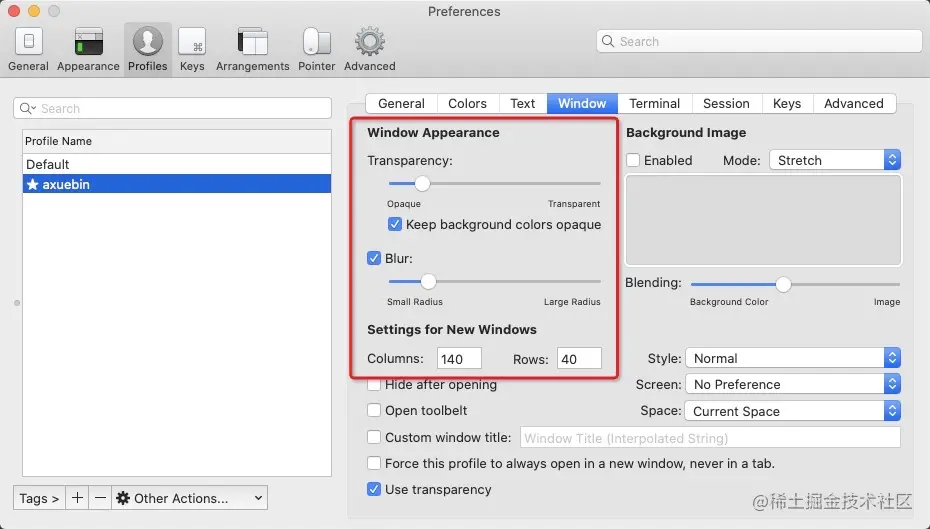 Preferences
General Appearance Profiles Keys Arrangements Pointer Advanced
Search
Search
Profile Name
Default
axuebin
Tags >
+
−
Other Actions...
General Colors Text Window Terminal Session Keys Advanced
Window Appearance
Transparency:
Opaque Transparent
Keep background colors opaque
Blur:
Small Radius Large Radius
Settings for New Windows
Columns: 140 Rows: 40
Background Image
Enabled Mode: Stretch
Blending:
Background Color Image
Hide after opening
Open toolbelt
Style: Normal
Screen: No Preference
Space: Current Space
Custom window title: Window Title (Interpolated String)
Force this profile to always open in a new window, never in a tab.
Use transparency
@稀土掘金技术社区